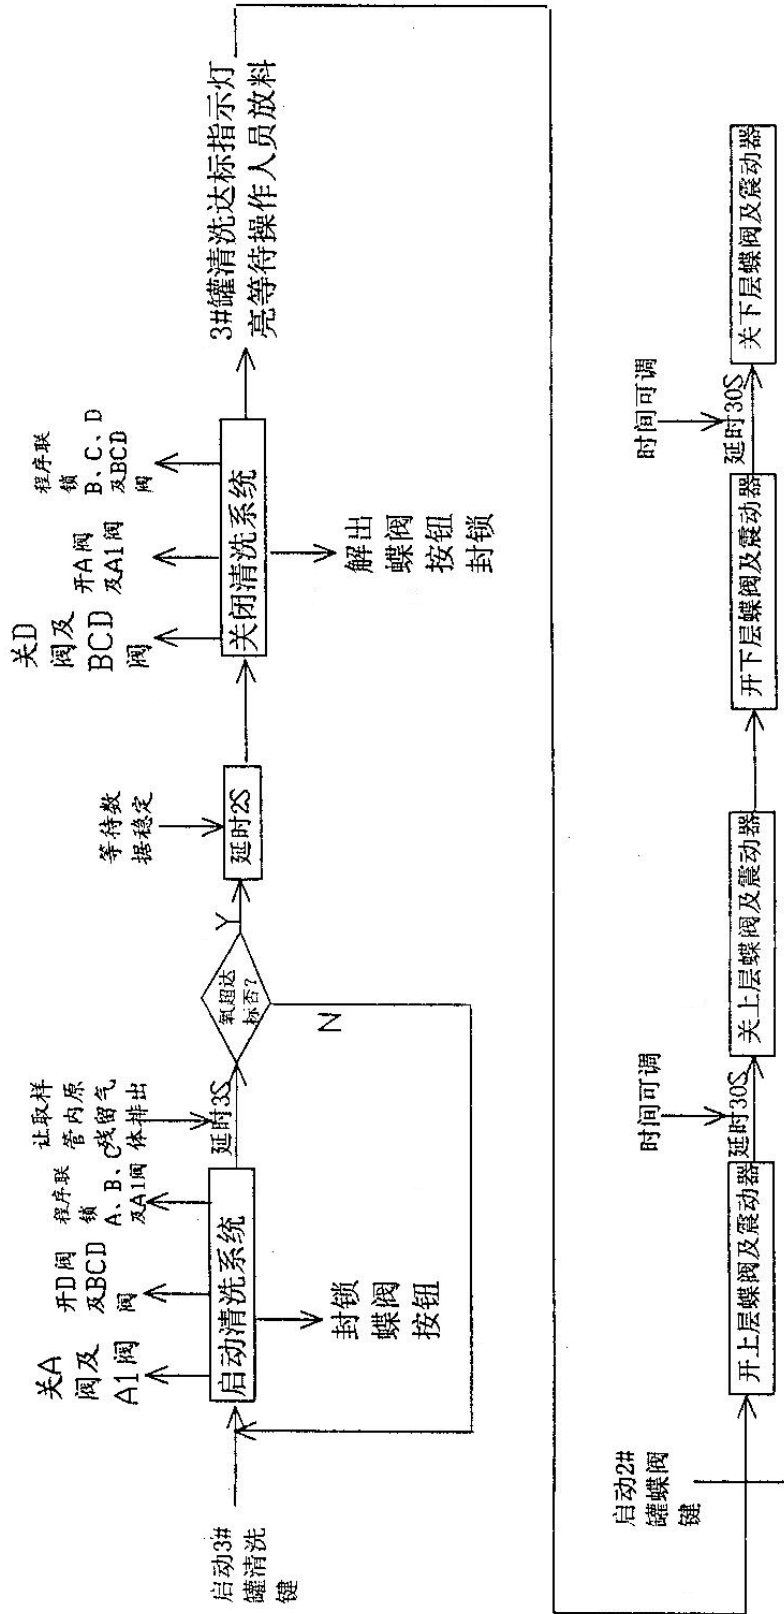 启动3#
罐清洗
键
关A
阀及
A1阀
开D阀
及BCD
阀
程序联
锁
A、B、C
及A1阀
启动清洗系统
封锁
蝶阀
按钮
让取样
管内原
残留气
体排出
延时3S
氧超达
标否?
Y
N
等待数
据稳定
延时2S
关D
阀及
BCD
阀
开A阀
及A1阀
程序联
锁
B、C、D
及BCD
阀
关闭清洗系统
解出
蝶阀
按钮
封锁
3#罐清洗达标指示灯
亮等待操作人员放料
启动2#
罐蝶阀
键
开上层蝶阀及震动器
时间可调
延时30S
关上层蝶阀及震动器
开下层蝶阀及震动器
时间可调
延时30S
关下层蝶阀及震动器